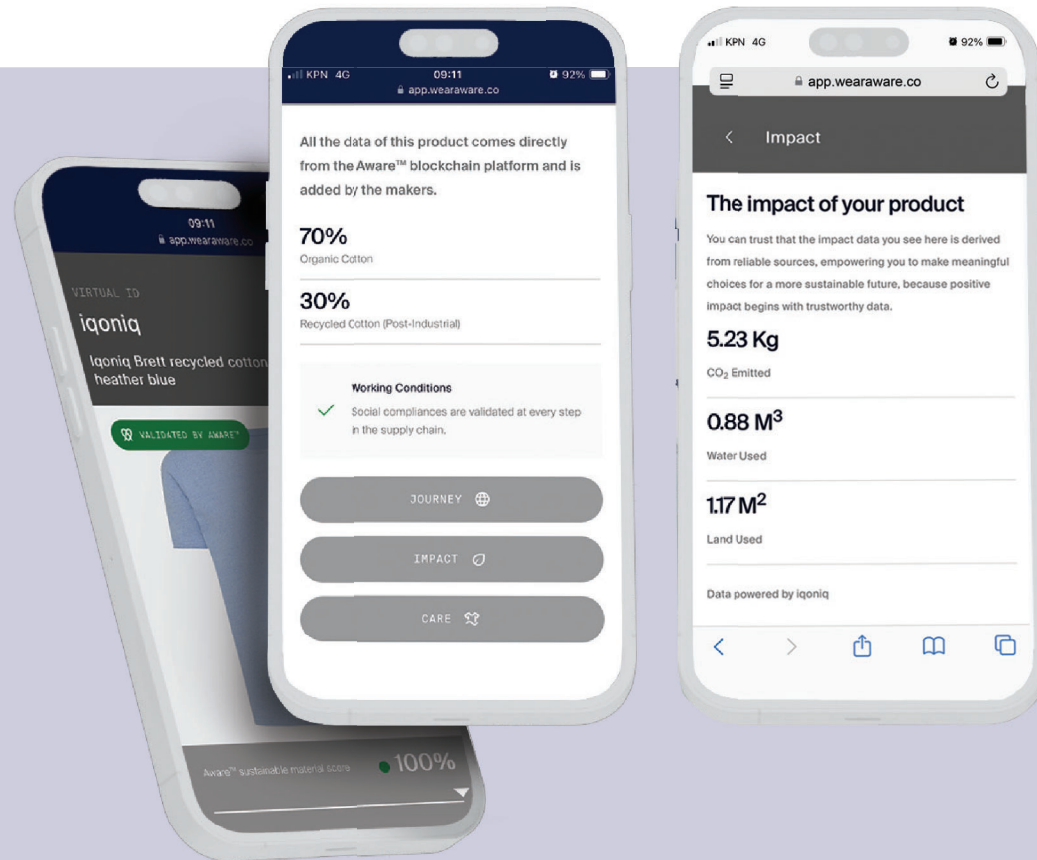 09:11
app.wearaware.co
VIRTUAL ID
iqoniq
Iqoniq Brett recycled cotton
heather blue
VALIDATED BY AWARE™
Aware™ sustainable material score
100%
KPN 4G 09:11 92%
app.wearaware.co
All the data of this product comes directly
from the Aware™ blockchain platform and is
added by the makers.
70%
Organic Cotton
30%
Recycled Cotton (Post-Industrial)
Working Conditions
Social compliances are validated at every step
in the supply chain.
JOURNEY
IMPACT
CARE
KPN 4G 92%
app.wearaware.co
Impact
The impact of your product
You can trust that the impact data you see here is derived
from reliable sources, empowering you to make meaningful
choices for a more sustainable future, because positive
impact begins with trustworthy data.
5.23 Kg
CO₂ Emitted
0.88 M³
Water Used
1.17 M²
Land Used
Data powered by iqoniq